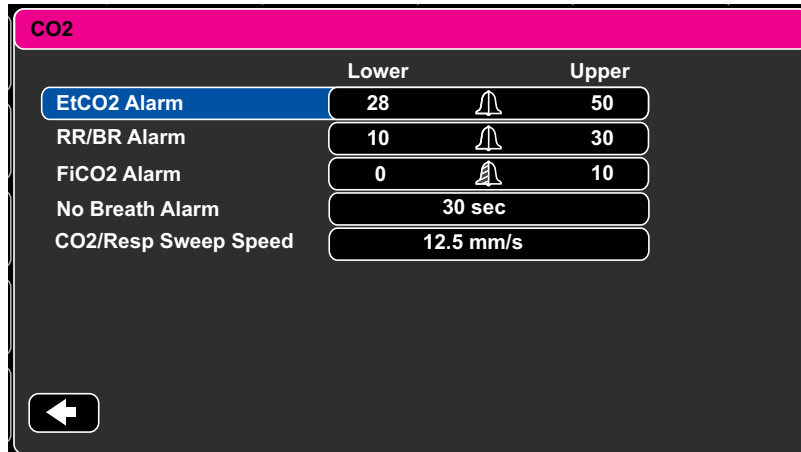 CO2
Lower Upper
EtCO2 Alarm 28 50
RR/BR Alarm 10 30
FiCO2 Alarm 0 10
No Breath Alarm 30 sec
CO2/Resp Sweep Speed 12.5 mm/s